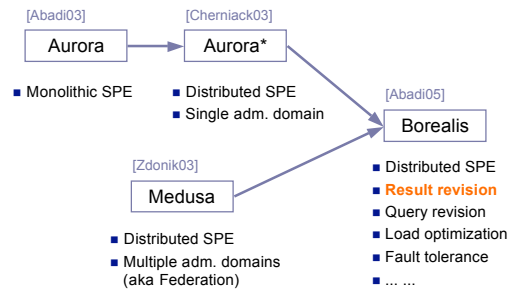 [Abadi03]
Aurora
■ Monolithic SPE
[Cherniack03]
Aurora*
■ Distributed SPE
■ Single adm. domain
[Zdonik03]
Medusa
■ Distributed SPE
■ Multiple adm. domains
(aka Federation)
[Abadi05]
Borealis
■ Distributed SPE
■ Result revision
■ Query revision
■ Load optimization
■ Fault tolerance
■ ... ...